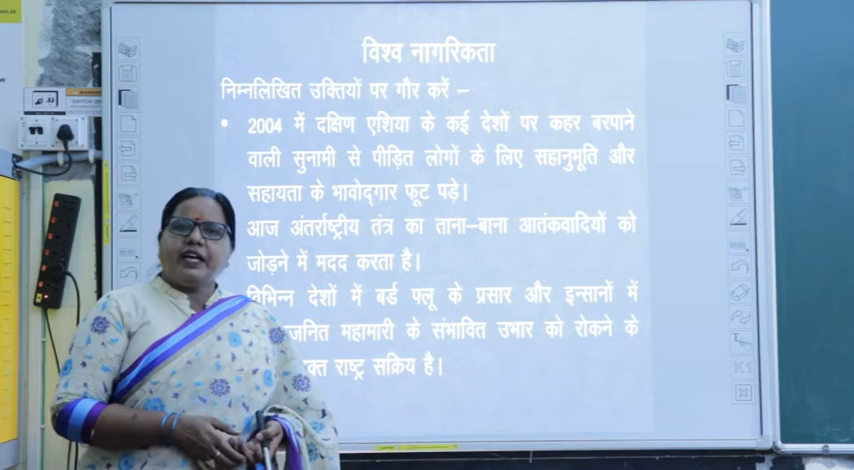 विश्व नागरिकता
निम्नलिखित उक्तियों पर गौर करें –
• 2004 में दक्षिण एशिया के कई देशों पर कहर बरपाने
वाली सुनामी से पीड़ित लोगों के लिए सहानुभूति और
सहायता के भावोद्गार फूट पड़े।
आज अंतर्राष्ट्रीय तंत्र का ताना–बाना आतंकवादियों को
जोड़ने में मदद करता है।
विभिन्न देशों में बर्ड फ्लू के प्रसार और इन्सानों में
जनित महामारी के संभावित उभार को रोकने के
क्त राष्ट्र सक्रिय है।